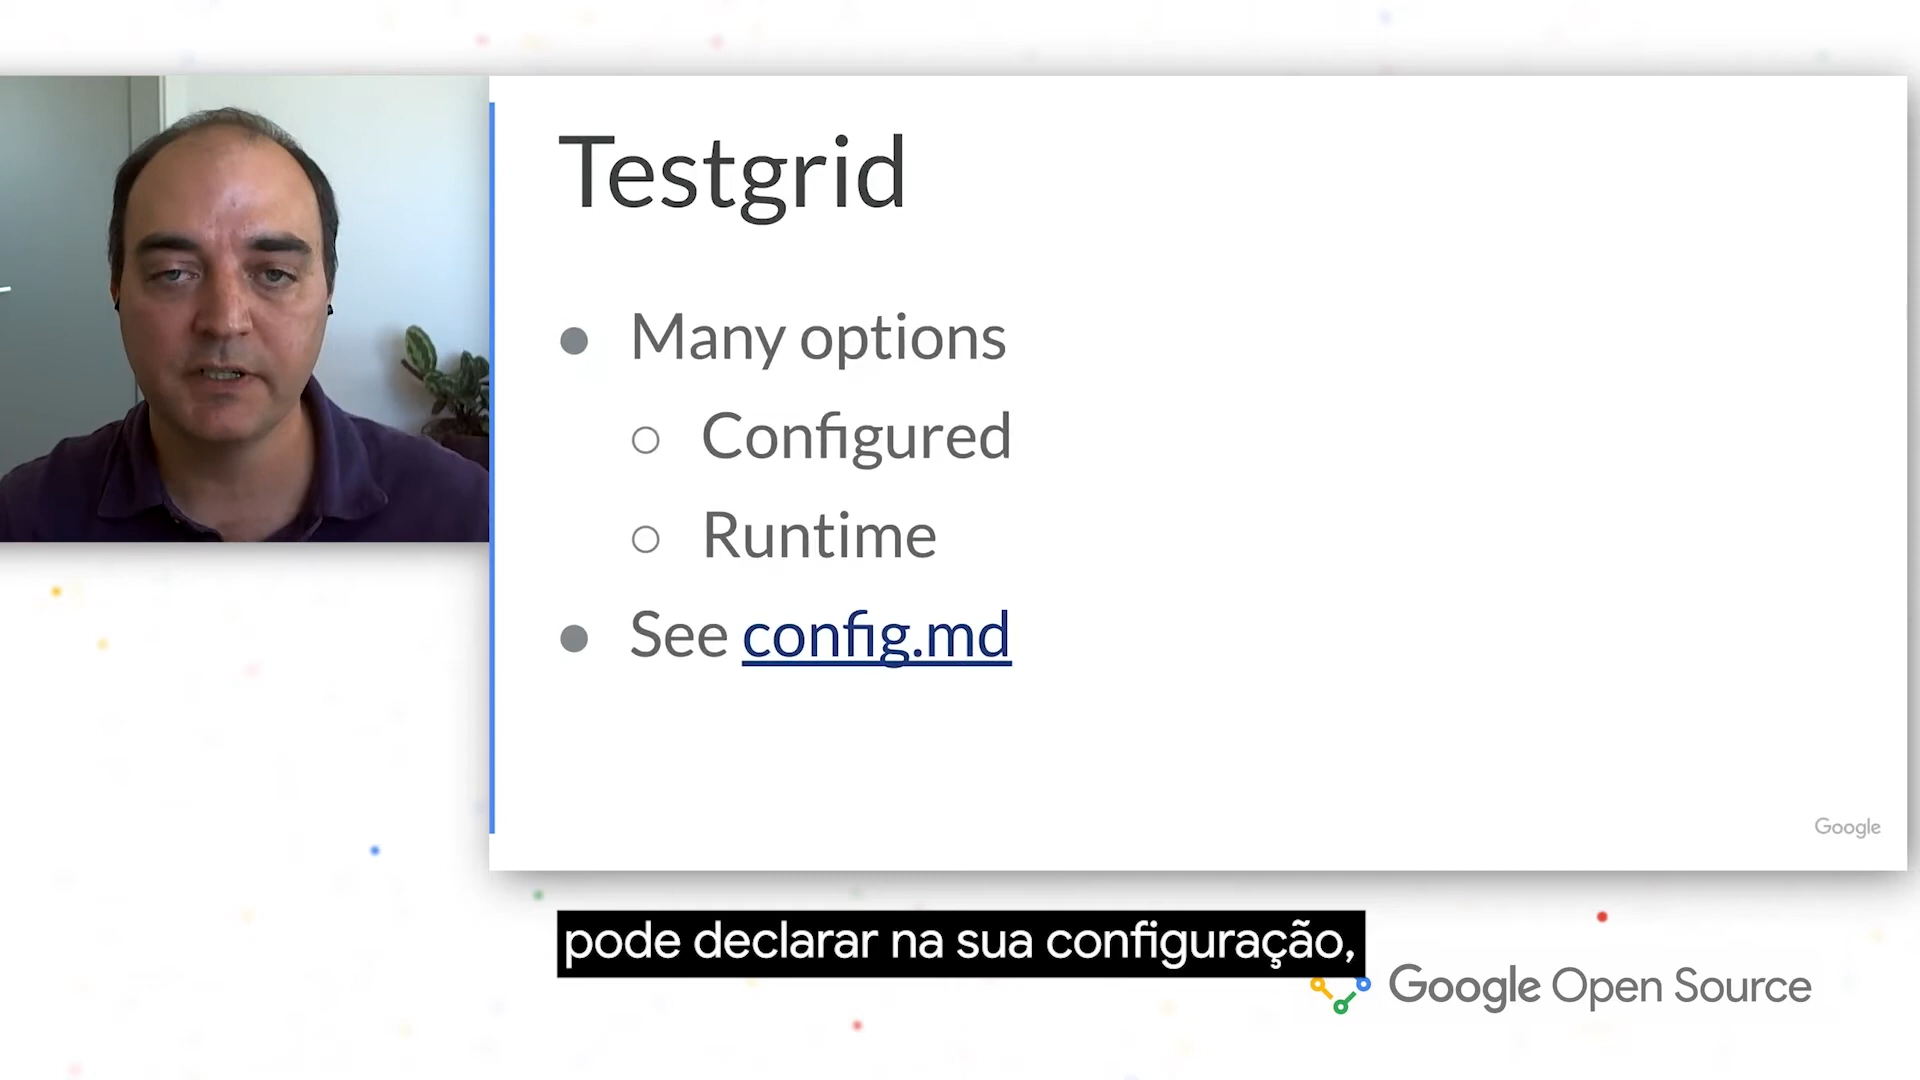 Testgrid
Many options
Configured
Runtime
See config.md
Google
pode declarar na sua configuração,
Google Open Source